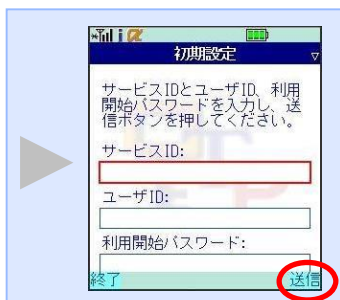 初期設定
サービスIDとユーザID、利用
開始パスワードを入力し、送
信ボタンを押してください。
サービスID:
ユーザID:
利用開始パスワード:
終了 送信